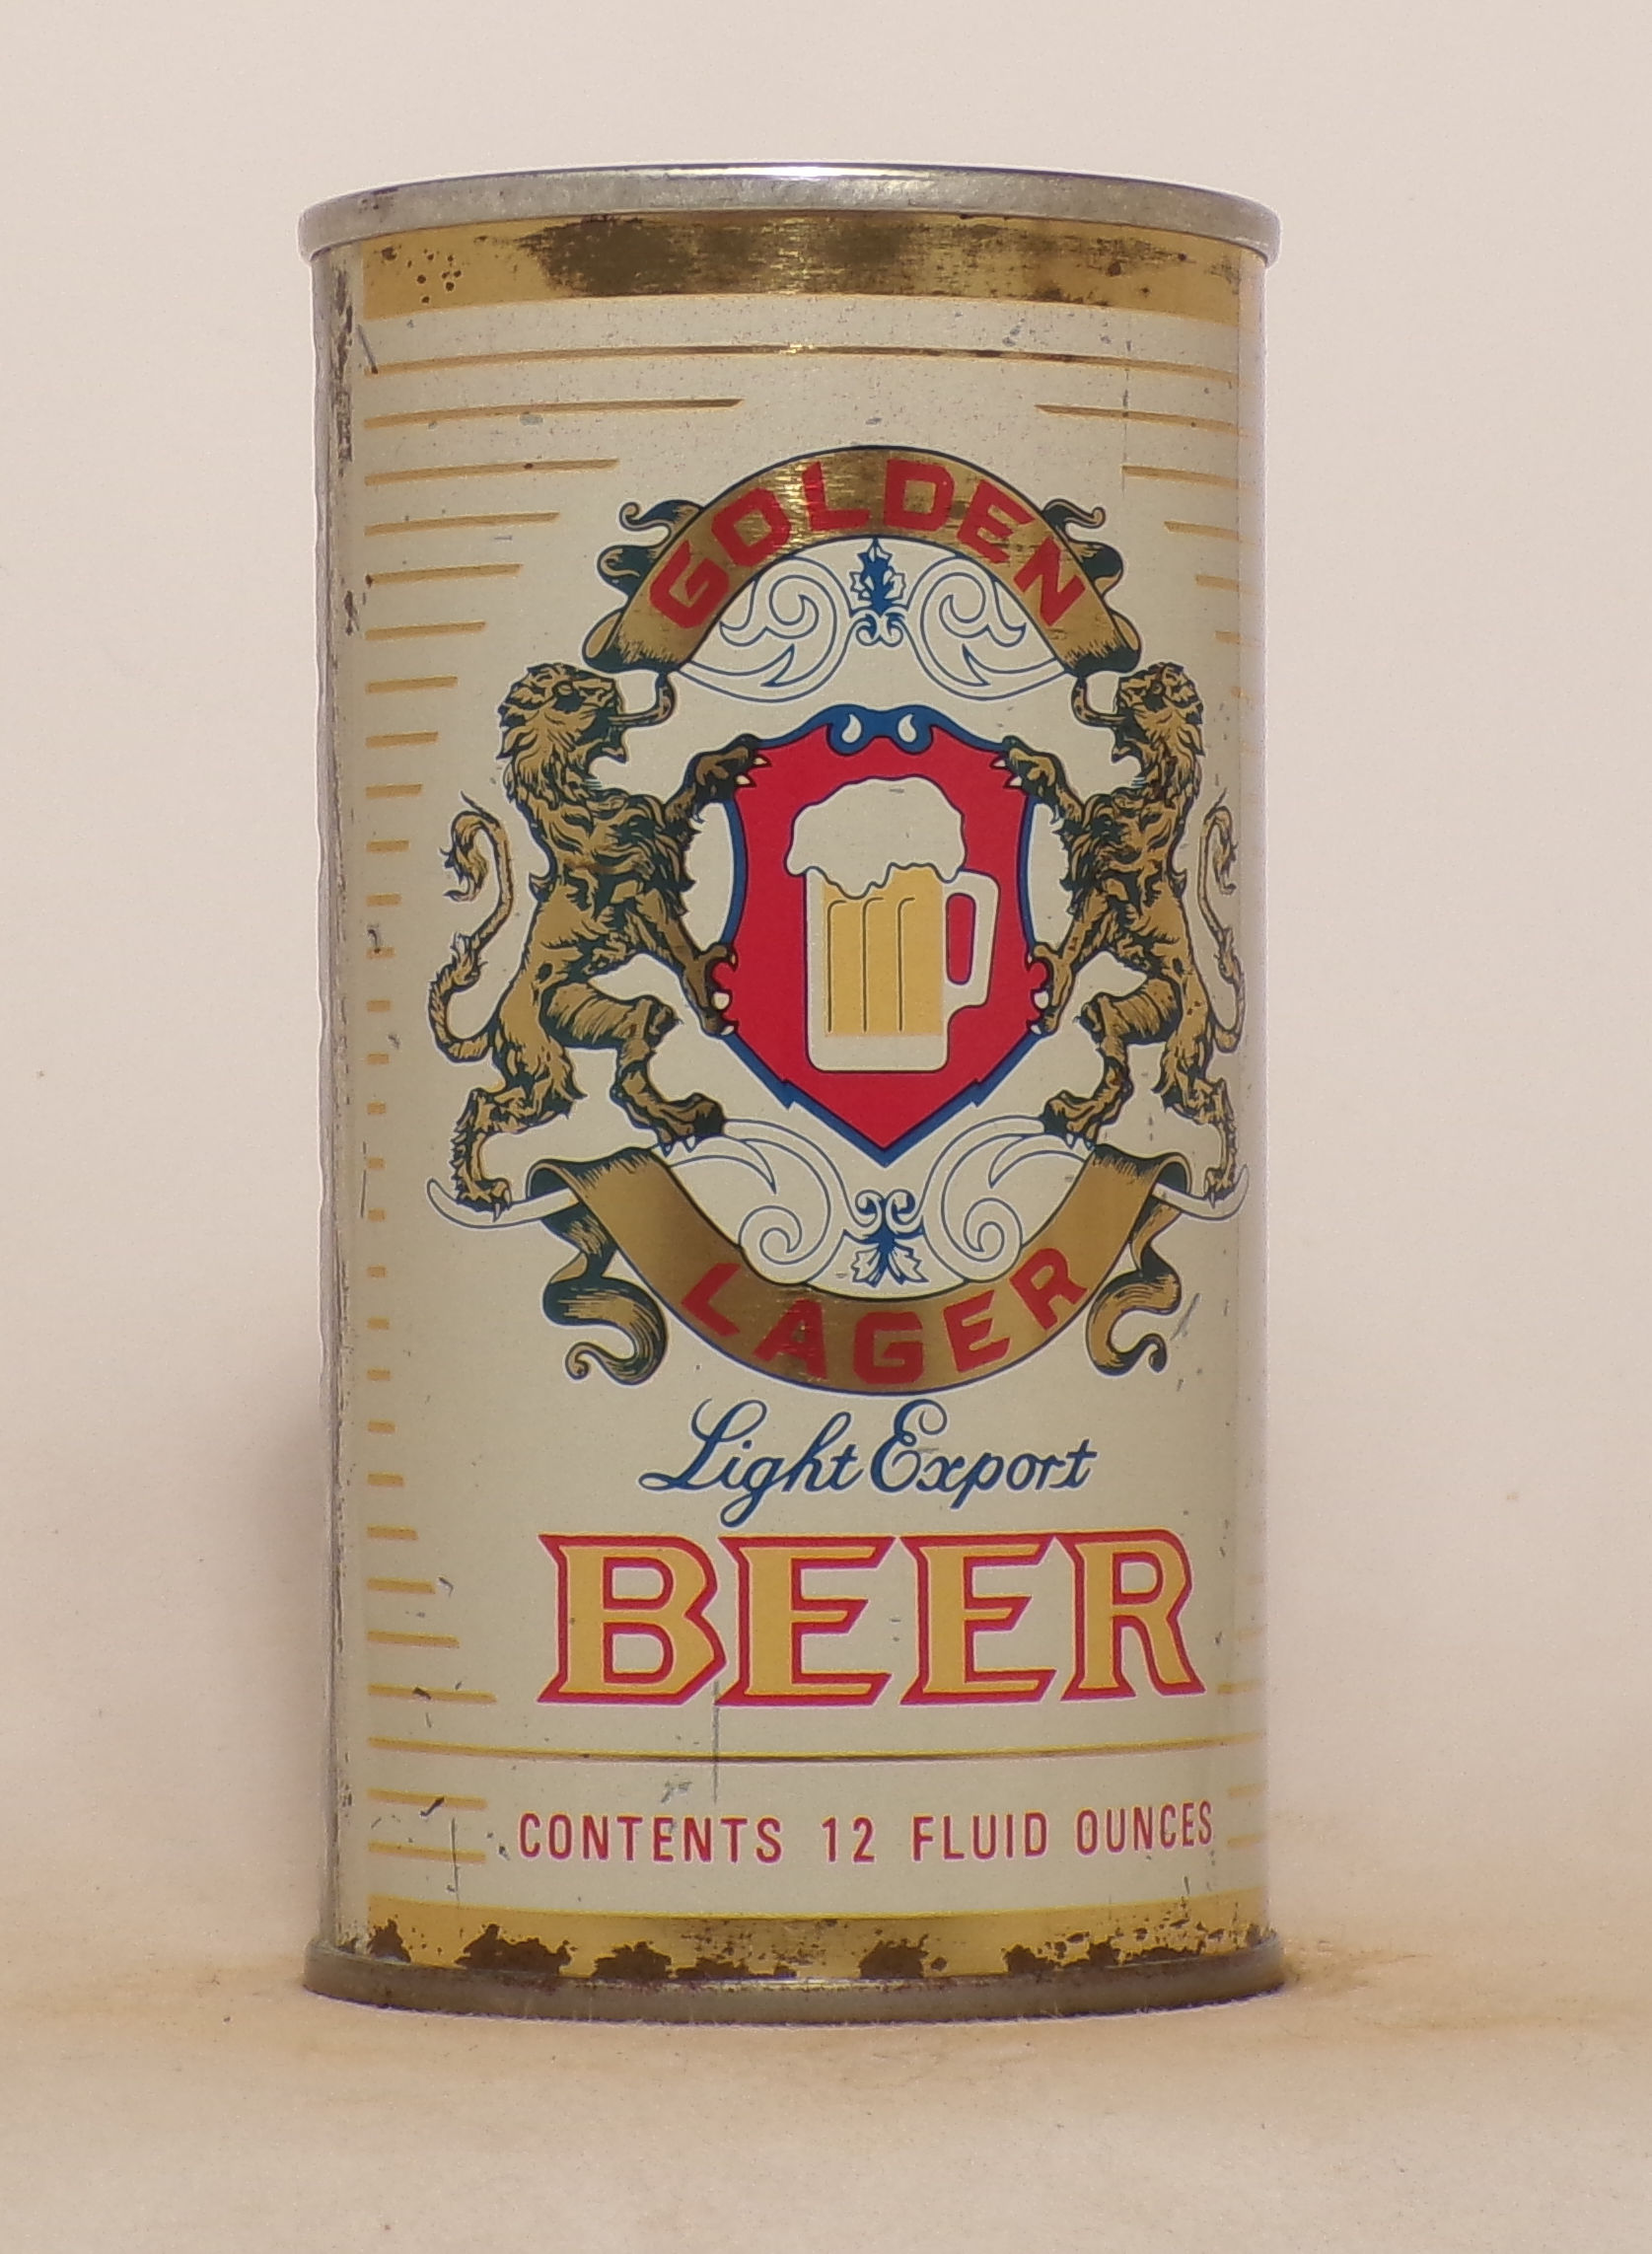 GOLDEN
LAGER
Light Export
BEER
CONTENTS 12 FLUID OUNCES